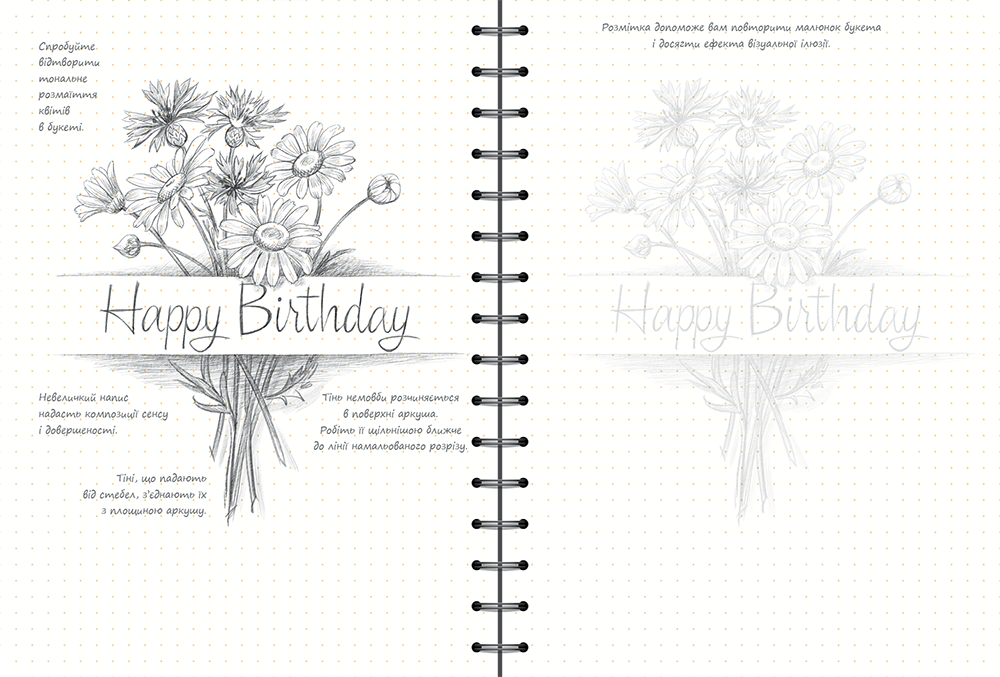 Спробуйте
відтворити
тональне
розмаїття
квітів
в букеті.
Happy Birthday
Невеличкий напис
надасть композиції сенсу
і довершеності.
Тінь немовби розчиняється
в поверхні аркуша.
Робіть її щільнішою ближче
до лінії намальованого розрізу.
Тіні, що падають
від стебел, з'єднають їх
з площиною аркушу.
Розмітка допоможе вам повторити малюнок букета
і досягти ефекта візуальної ілюзії.
Happy Birthday